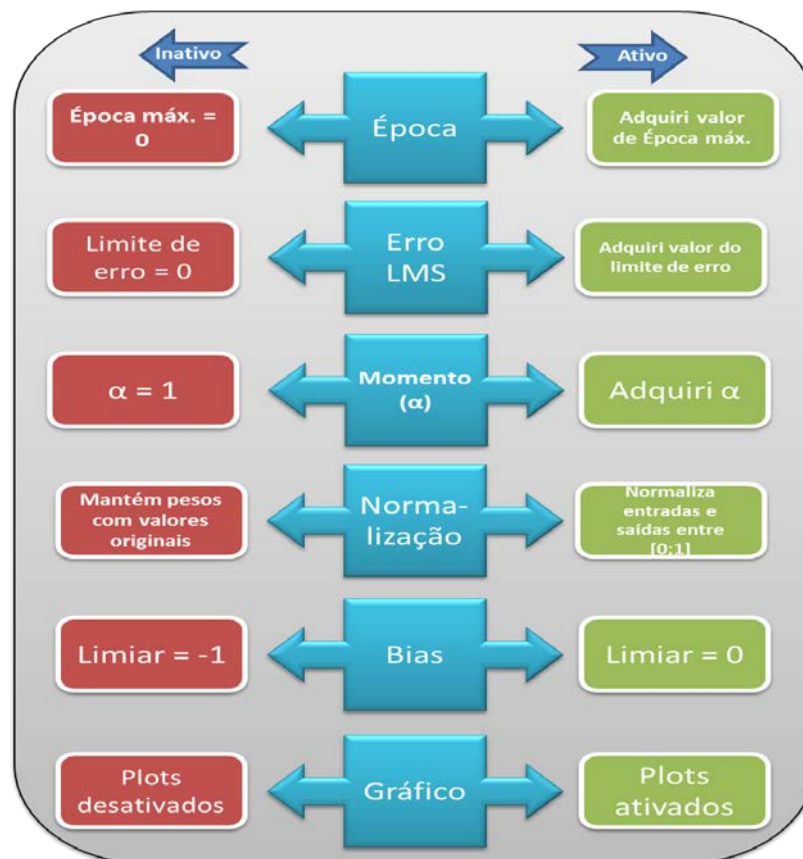 Inativo
Ativo
Época máx. =
0
Época
Adquiri valor
de Época máx.
Limite de
erro = 0
Erro
LMS
Adquiri valor do
limite de erro
α = 1
Momento
(α)
Adquiri α
Mantém pesos
com valores
originais
Norma-
lização
Normaliza
entradas e
saídas entre
[0;1]
Limiar = -1
Bias
Limiar = 0
Plots
desativados
Gráfico
Plots
ativados